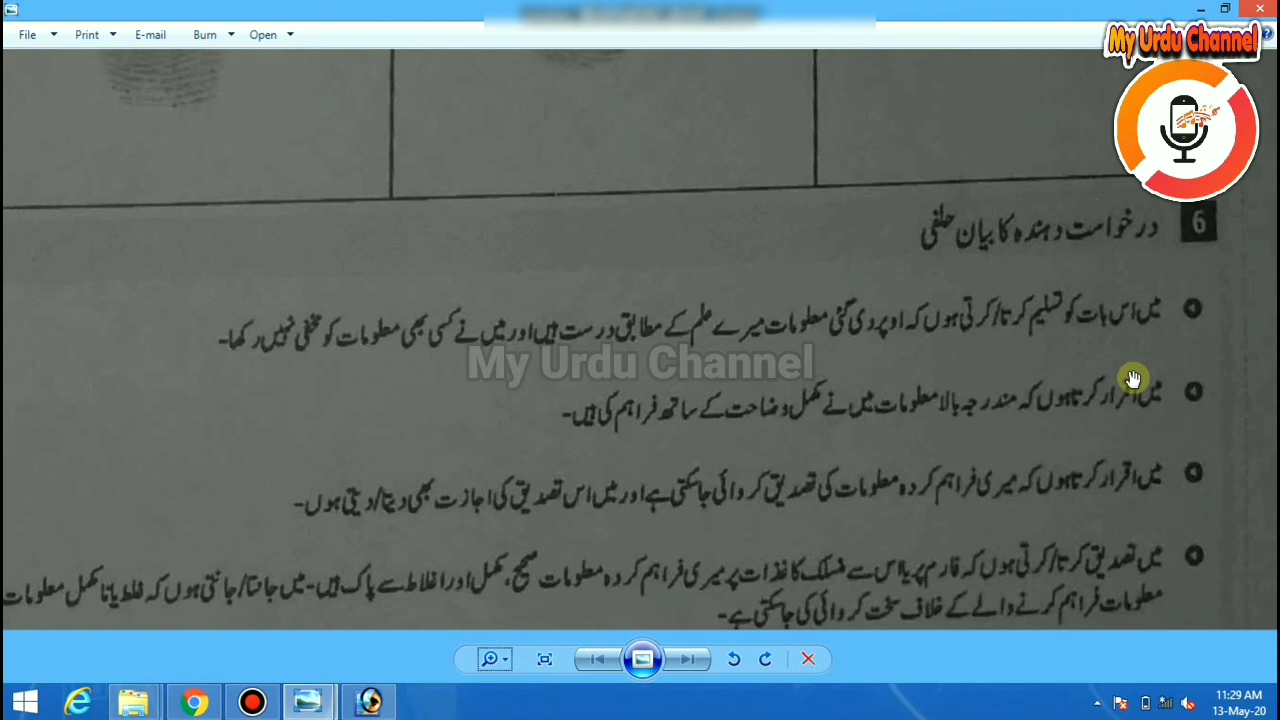 File Print E-mail Burn Open
My Urdu Channel
6 درخواست دہندہ کا بیان حلفی
میں اس بات کو تسلیم کرتا/کرتی ہوں کہ اوپر دی گئی معلومات میرے علم کے مطابق درست ہیں اور میں نے کسی بھی معلومات کو مخفی نہیں رکھا۔
My Urdu Channel
میں اقرار کرتا ہوں کہ مندرجہ بالا معلومات میں نے مکمل وضاحت کے ساتھ فراہم کی ہیں۔
میں اقرار کرتا ہوں کہ میری فراہم کردہ معلومات کی تصدیق کروائی جاسکتی ہے اور میں اس تصدیق کی اجازت بھی دیتا/دیتی ہوں۔
میں تصدیق کرتا/کرتی ہوں کہ فارم پر یا اس سے منسلک کاغذات پر میری فراہم کردہ معلومات صحیح، مکمل اور اغلاط سے پاک ہیں۔ میں جانتا/جانتی ہوں کہ غلط یا نامکمل معلومات
معلومات فراہم کرنے والے کے خلاف سخت کروائی کی جاسکتی ہے۔
11:29 AM
13-May-20